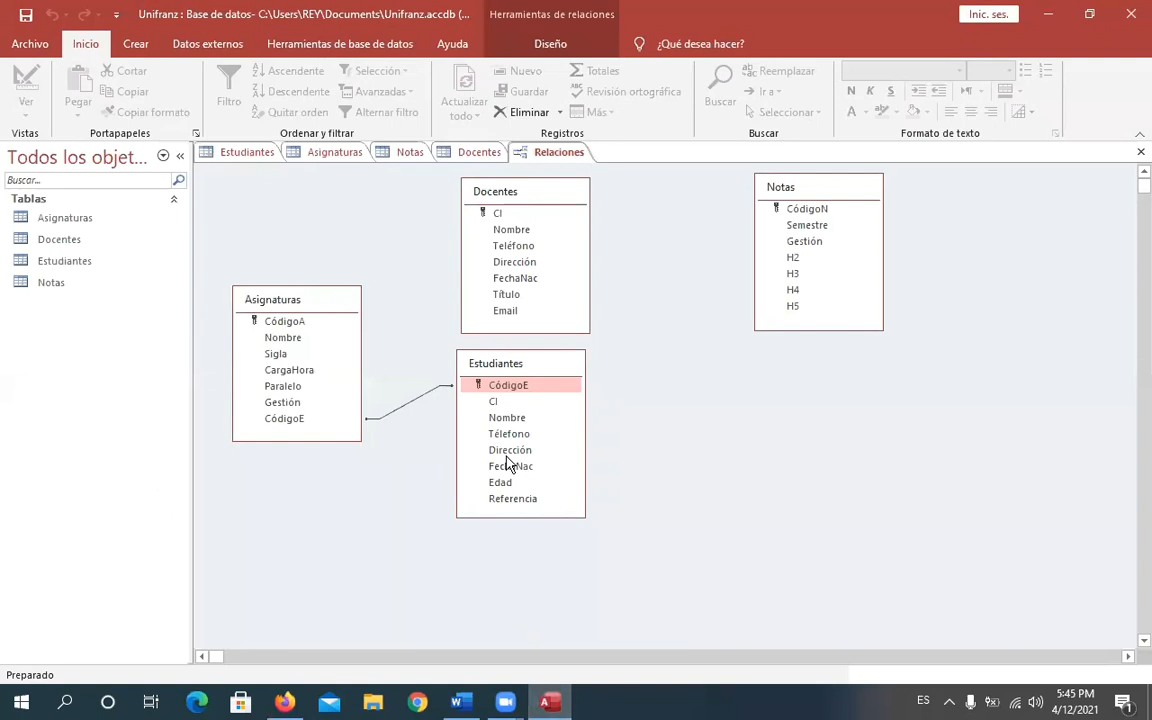 Unifranz : Base de datos- C:\Users\REY\Documents\Unifranz.accdb (...
Herramientas de relaciones
Inic. ses.
Archivo
Inicio
Crear
Datos externos
Herramientas de base de datos
Ayuda
Diseño
¿Qué desea hacer?
Ver
Pegar
Cortar
Copiar
Copiar formato
Filtro
Ascendente
Descendente
Quitar orden
Selección
Avanzadas
Alternar filtro
Actualizar
todo
Nuevo
Guardar
Eliminar
Totales
Revisión ortográfica
Más
Buscar
Reemplazar
Ir a
Seleccionar
N K S
A
Vistas
Portapapeles
Ordenar y filtrar
Registros
Buscar
Formato de texto
Todos los objet...
Buscar...
Tablas
Asignaturas
Docentes
Estudiantes
Notas
Estudiantes
Asignaturas
Notas
Docentes
Relaciones
Docentes
CI
Nombre
Teléfono
Dirección
FechaNac
Título
Email
Notas
CódigoN
Semestre
Gestión
H2
H3
H4
H5
Asignaturas
CódigoA
Nombre
Sigla
CargaHora
Paralelo
Gestión
CódigoE
Estudiantes
CódigoE
CI
Nombre
Télefono
Dirección
FechaNac
Edad
Referencia
Preparado
ES
5:45 PM
4/12/2021
1